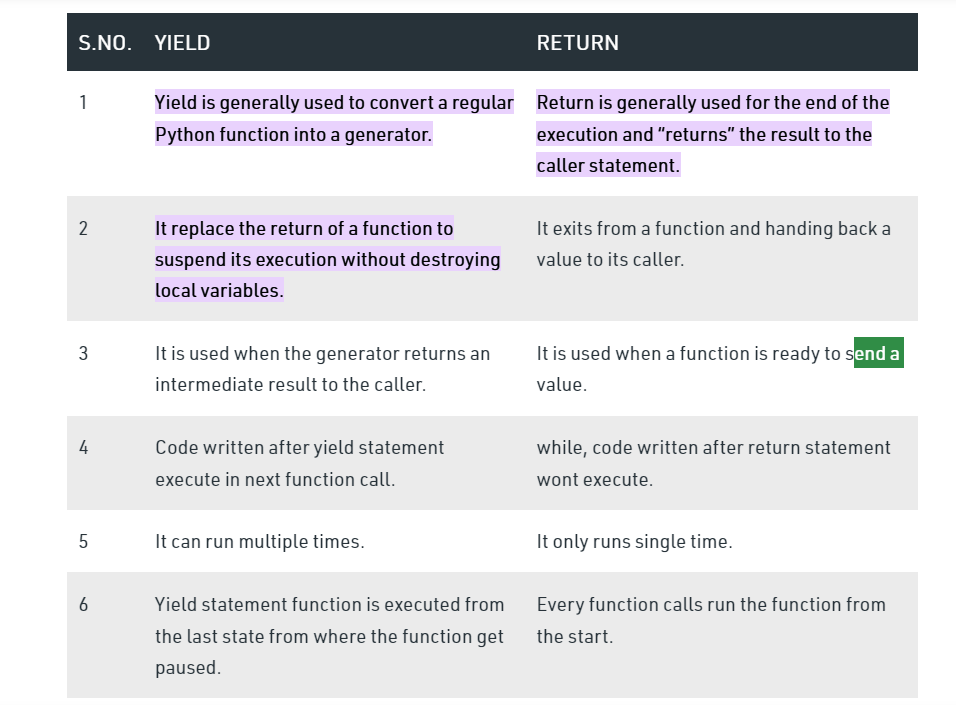 S.NO. YIELD RETURN
1 Yield is generally used to convert a regular Return is generally used for the end of the
Python function into a generator. execution and “returns” the result to the
caller statement.
2 It replace the return of a function to It exits from a function and handing back a
suspend its execution without destroying value to its caller.
local variables.
3 It is used when the generator returns an It is used when a function is ready to send a
intermediate result to the caller. value.
4 Code written after yield statement while, code written after return statement
execute in next function call. wont execute.
5 It can run multiple times. It only runs single time.
6 Yield statement function is executed from Every function calls run the function from
the last state from where the function get the start.
paused.